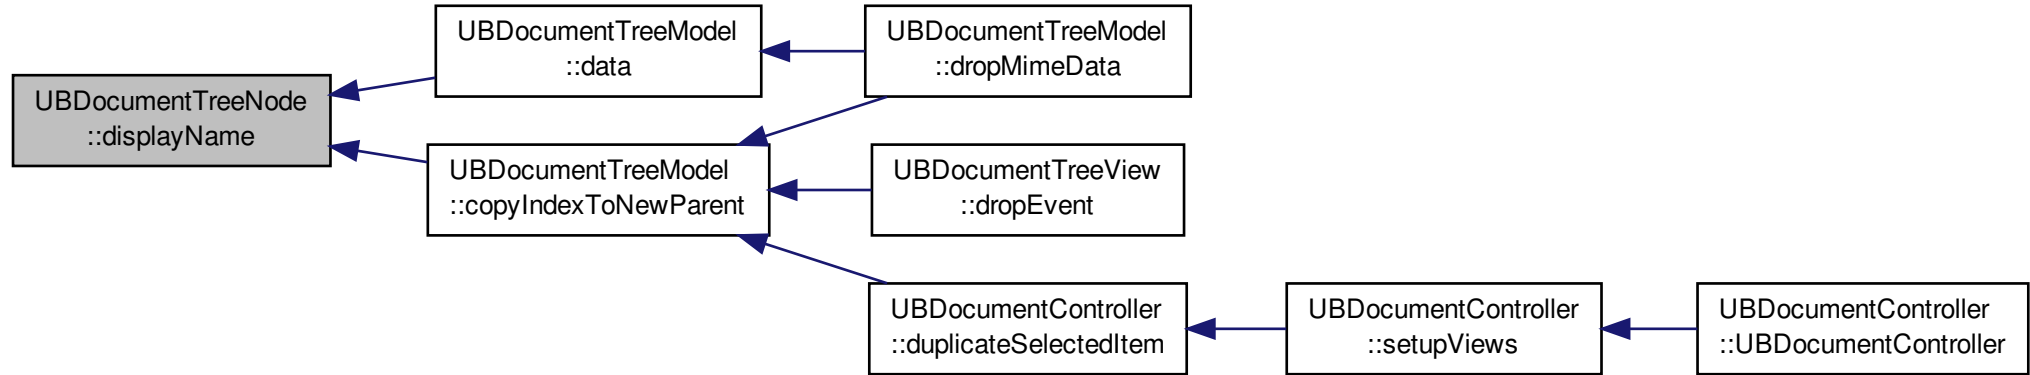 UBDocumentTreeNode
::displayName
UBDocumentTreeModel
::data
UBDocumentTreeModel
::copyIndexToNewParent
UBDocumentTreeModel
::dropMimeData
UBDocumentTreeView
::dropEvent
UBDocumentController
::duplicateSelectedItem
UBDocumentController
::setupViews
UBDocumentController
::UBDocumentController